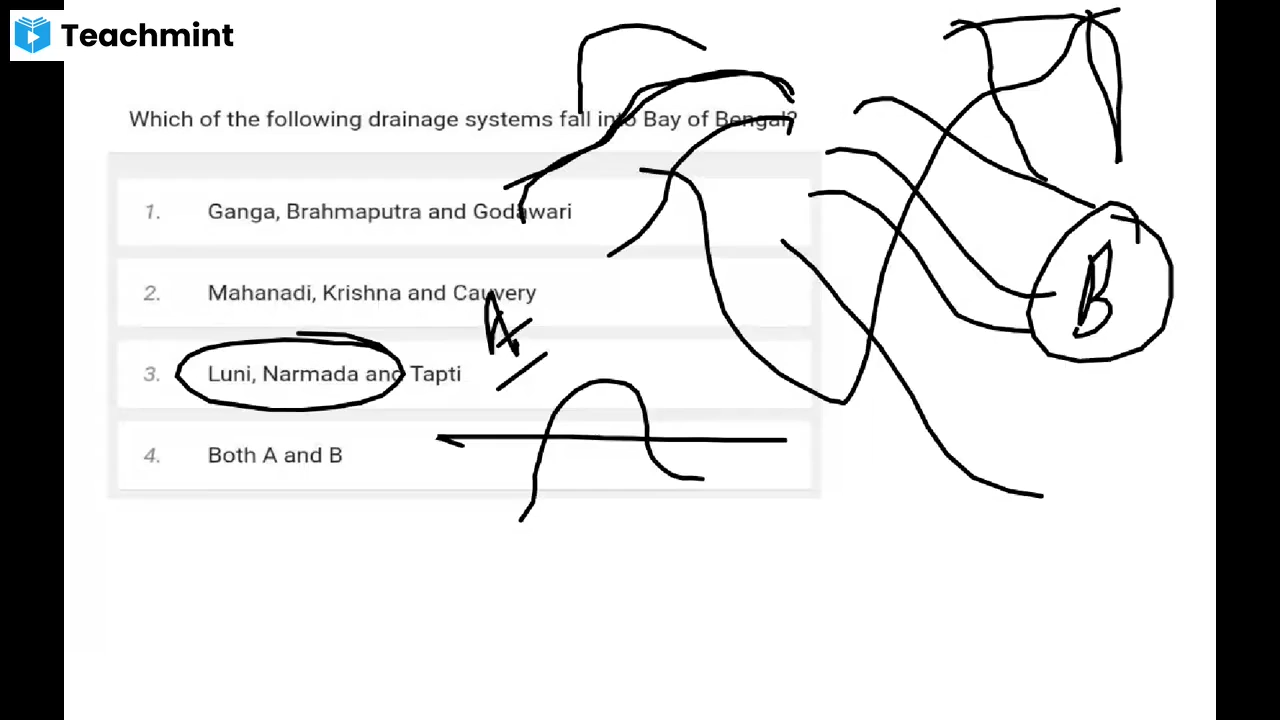 Teachmint
Which of the following drainage systems fall into Bay of Bengal?
1. Ganga, Brahmaputra and Godawari
2. Mahanadi, Krishna and Cauvery
A
B
3. Luni, Narmada and Tapti
4. Both A and B